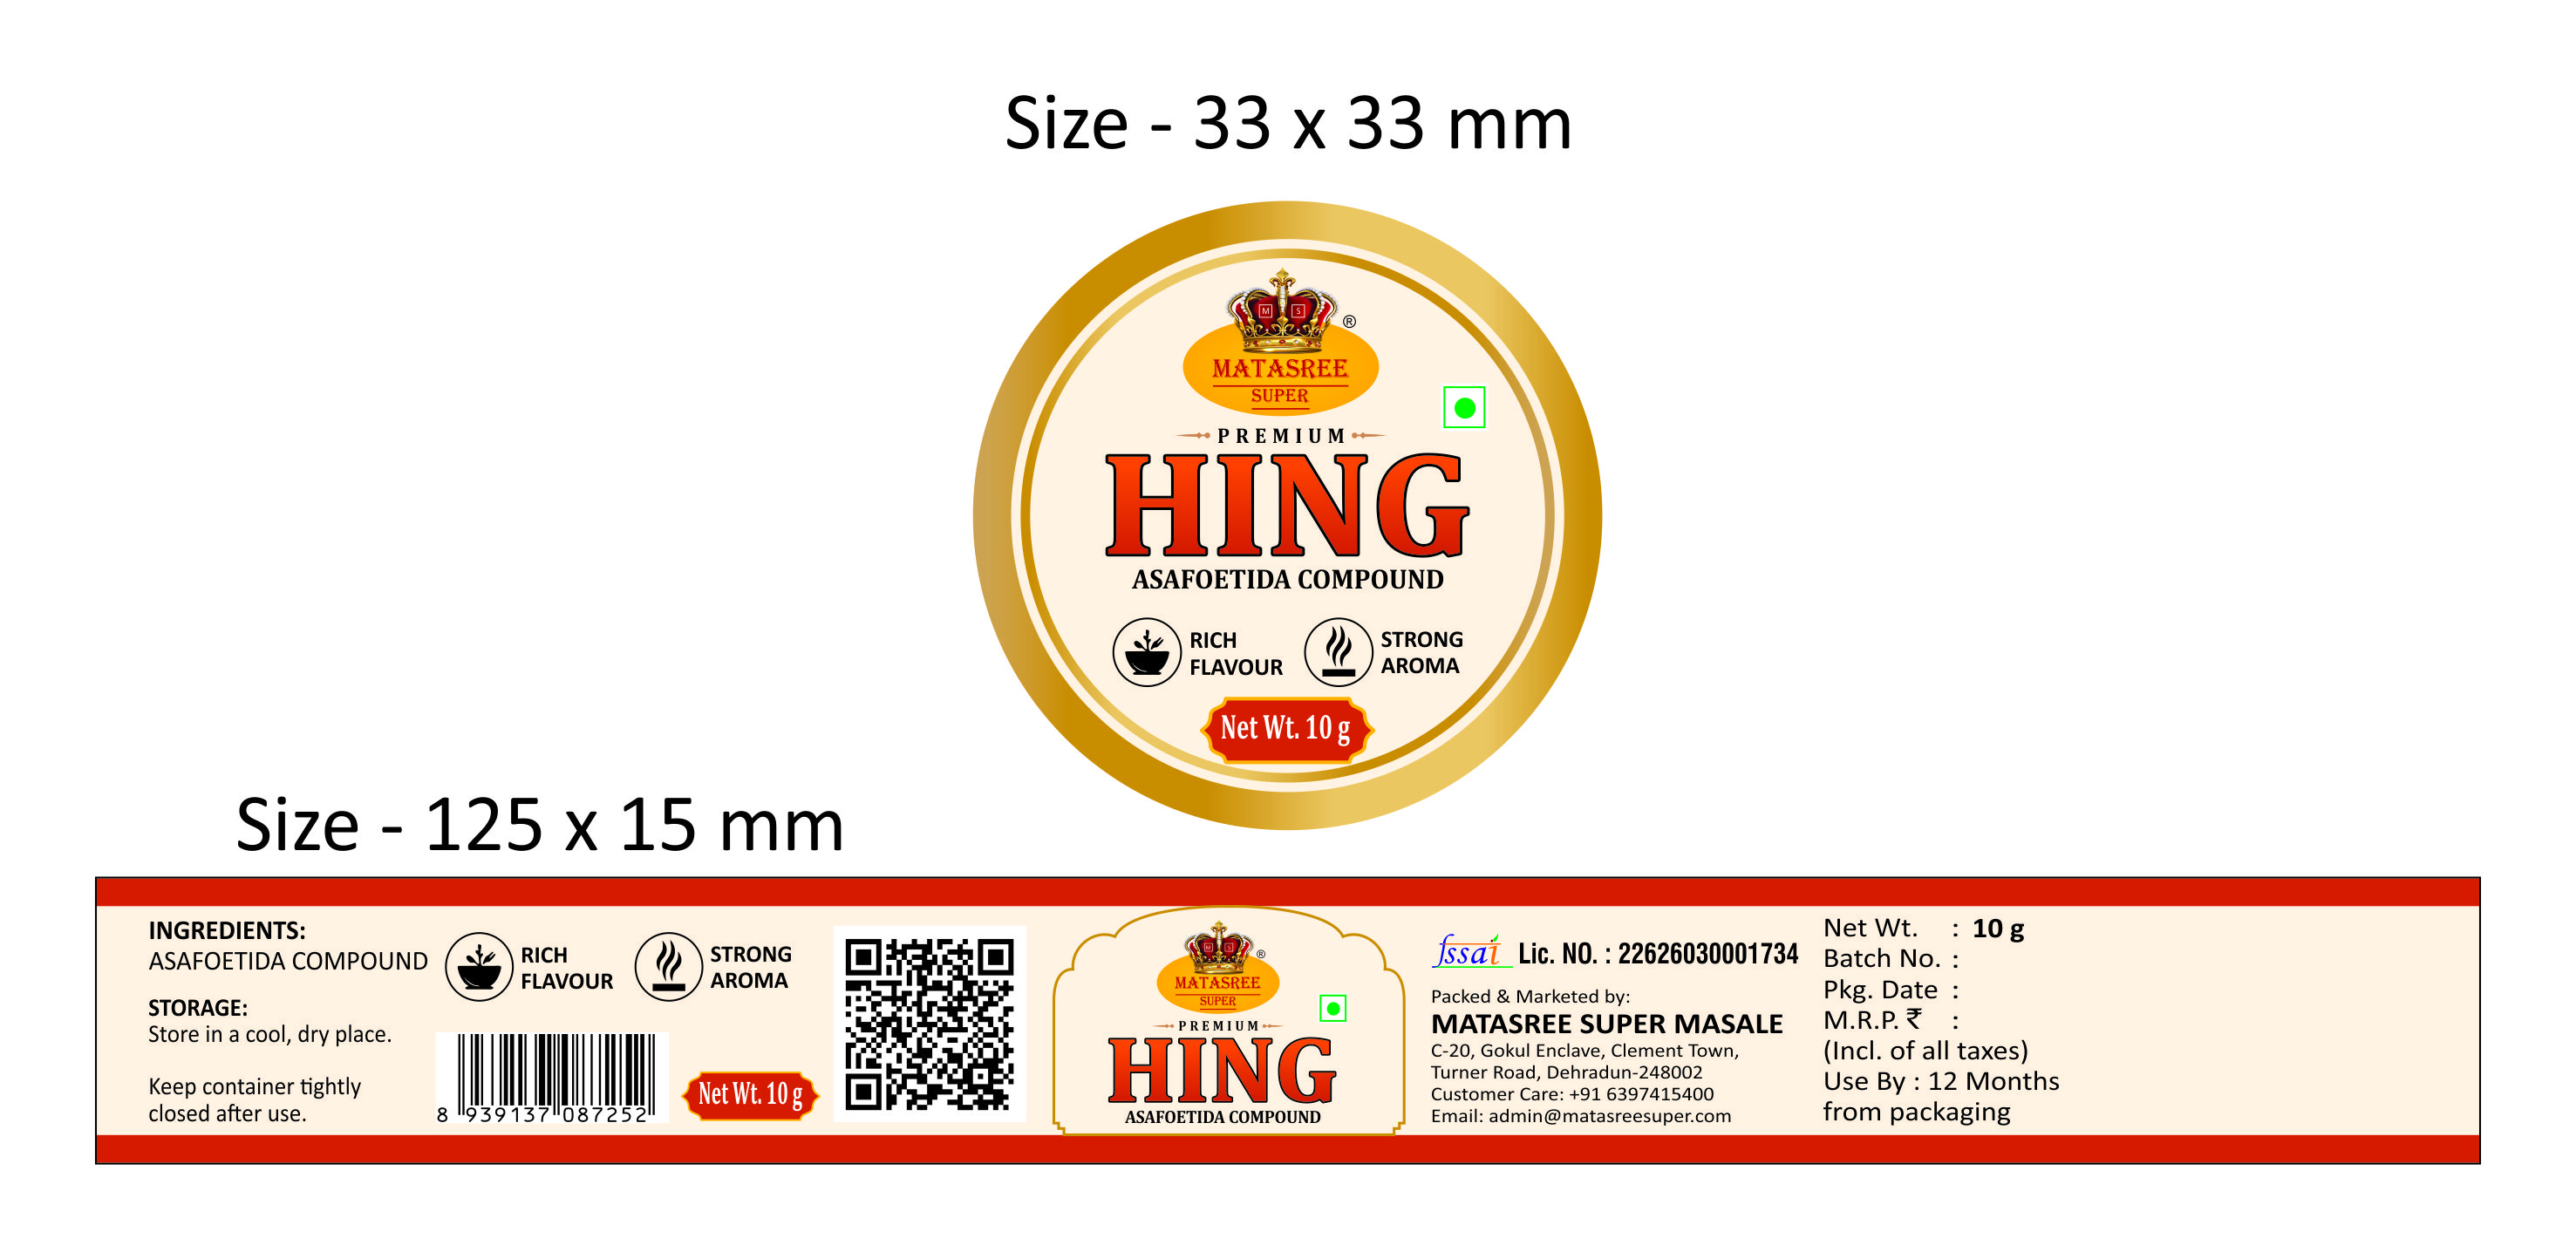 Size - 33 x 33 mm
M S
®
MATASREE
SUPER
PREMIUM
HING
ASAFOETIDA COMPOUND
RICH
FLAVOUR
STRONG
AROMA
Net Wt. 10 g
Size - 125 x 15 mm
INGREDIENTS:
ASAFOETIDA COMPOUND
STORAGE:
Store in a cool, dry place.
Keep container tightly
closed after use.
RICH
FLAVOUR
STRONG
AROMA
8 939137 087252
Net Wt. 10 g
M S
®
MATASREE
SUPER
PREMIUM
HING
ASAFOETIDA COMPOUND
fssai Lic. NO. : 22626030001734
Packed & Marketed by:
MATASREE SUPER MASALE
C-20, Gokul Enclave, Clement Town,
Turner Road, Dehradun-248002
Customer Care: +91 6397415400
Email: admin@matasreesuper.com
Net Wt. : 10 g
Batch No. :
Pkg. Date :
M.R.P. ₹ :
(Incl. of all taxes)
Use By : 12 Months
from packaging